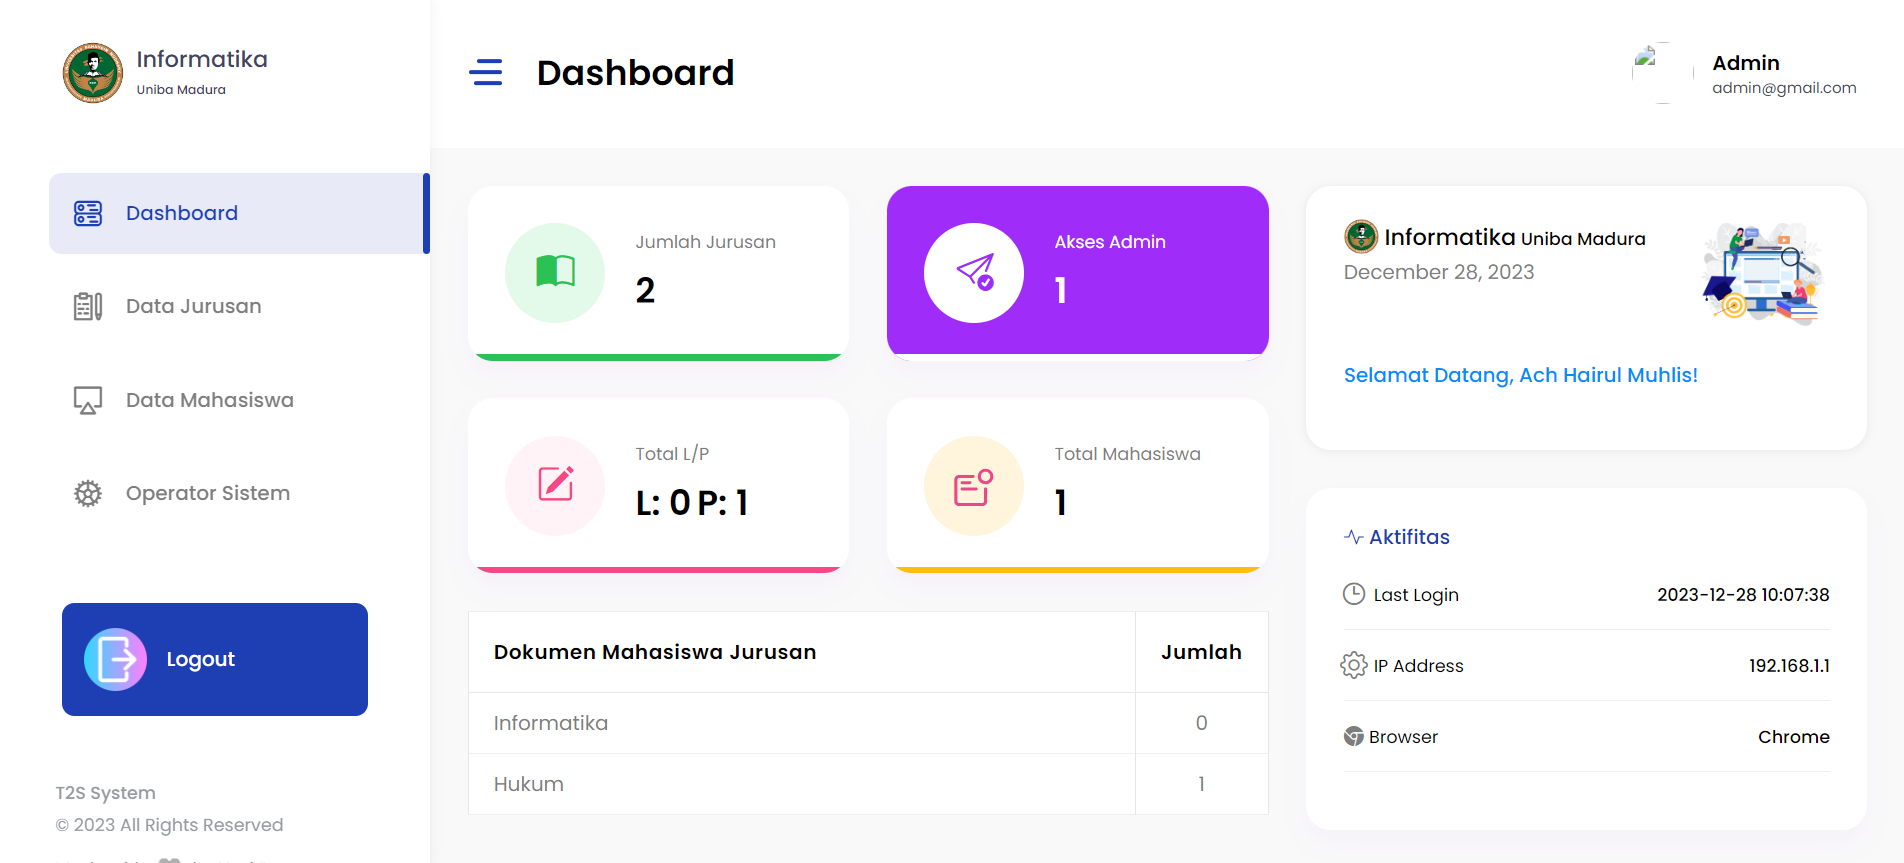 Informatika
Uniba Madura
Dashboard
Data Jurusan
Data Mahasiswa
Operator Sistem
Logout
T2S System
© 2023 All Rights Reserved
Dashboard
Admin
admin@gmail.com
Jumlah Jurusan
2
Akses Admin
1
Total L/P
L: 0 P: 1
Total Mahasiswa
1
Dokumen Mahasiswa Jurusan Jumlah
Informatika 0
Hukum 1
Informatika Uniba Madura
December 28, 2023
Selamat Datang, Ach Hairul Muhlis!
Aktifitas
Last Login 2023-12-28 10:07:38
IP Address 192.168.1.1
Browser Chrome